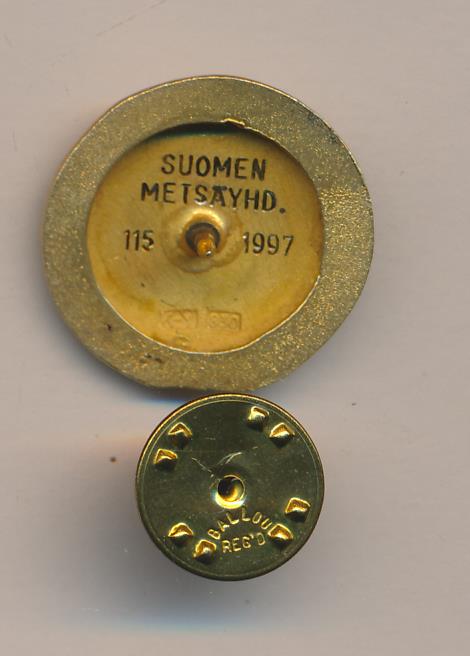 SUOMEN
METSÄYHD.
115 1997
BALLOU
REG'D